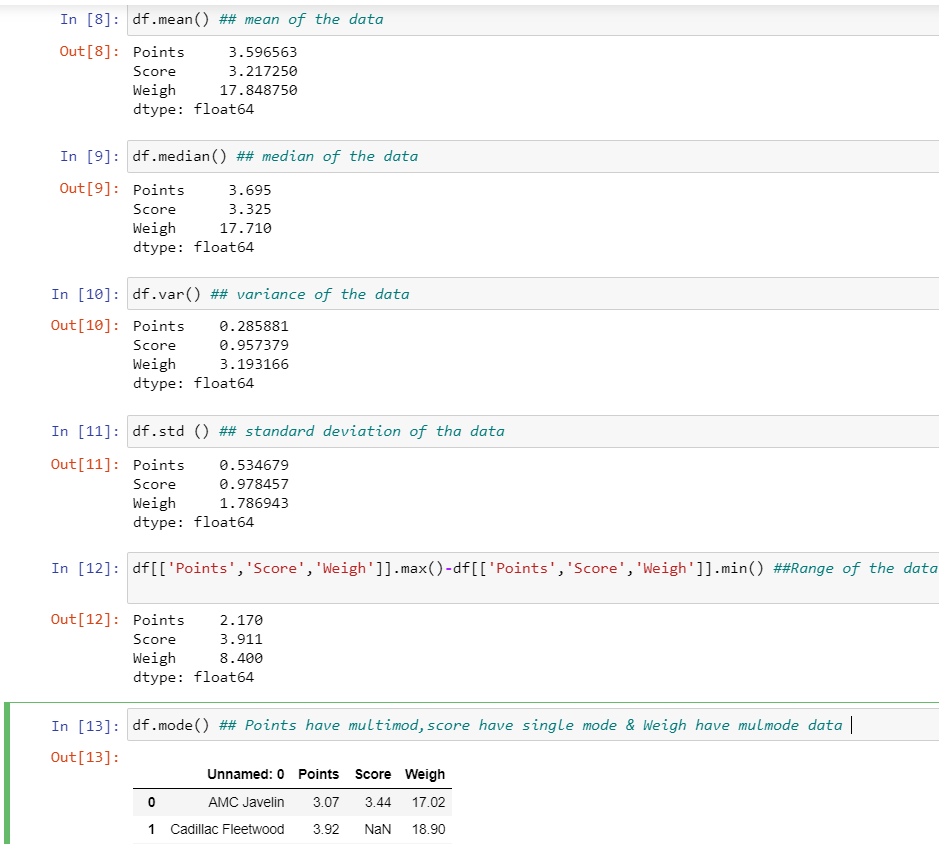 In [8]: df.mean() ## mean of the data
Out[8]: Points 3.596563
Score 3.217250
Weigh 17.848750
dtype: float64
In [9]: df.median() ## median of the data
Out[9]: Points 3.695
Score 3.325
Weigh 17.710
dtype: float64
In [10]: df.var() ## variance of the data
Out[10]: Points 0.285881
Score 0.957379
Weigh 3.193166
dtype: float64
In [11]: df.std () ## standard deviation of tha data
Out[11]: Points 0.534679
Score 0.978457
Weigh 1.786943
dtype: float64
In [12]: df[['Points','Score','Weigh']].max()-df[['Points','Score','Weigh']].min() ##Range of the data
Out[12]: Points 2.170
Score 3.911
Weigh 8.400
dtype: float64
In [13]: df.mode() ## Points have multimod,score have single mode & Weigh have mulmode data
Out[13]:
Unnamed: 0 Points Score Weigh
0 AMC Javelin 3.07 3.44 17.02
1 Cadillac Fleetwood 3.92 NaN 18.90